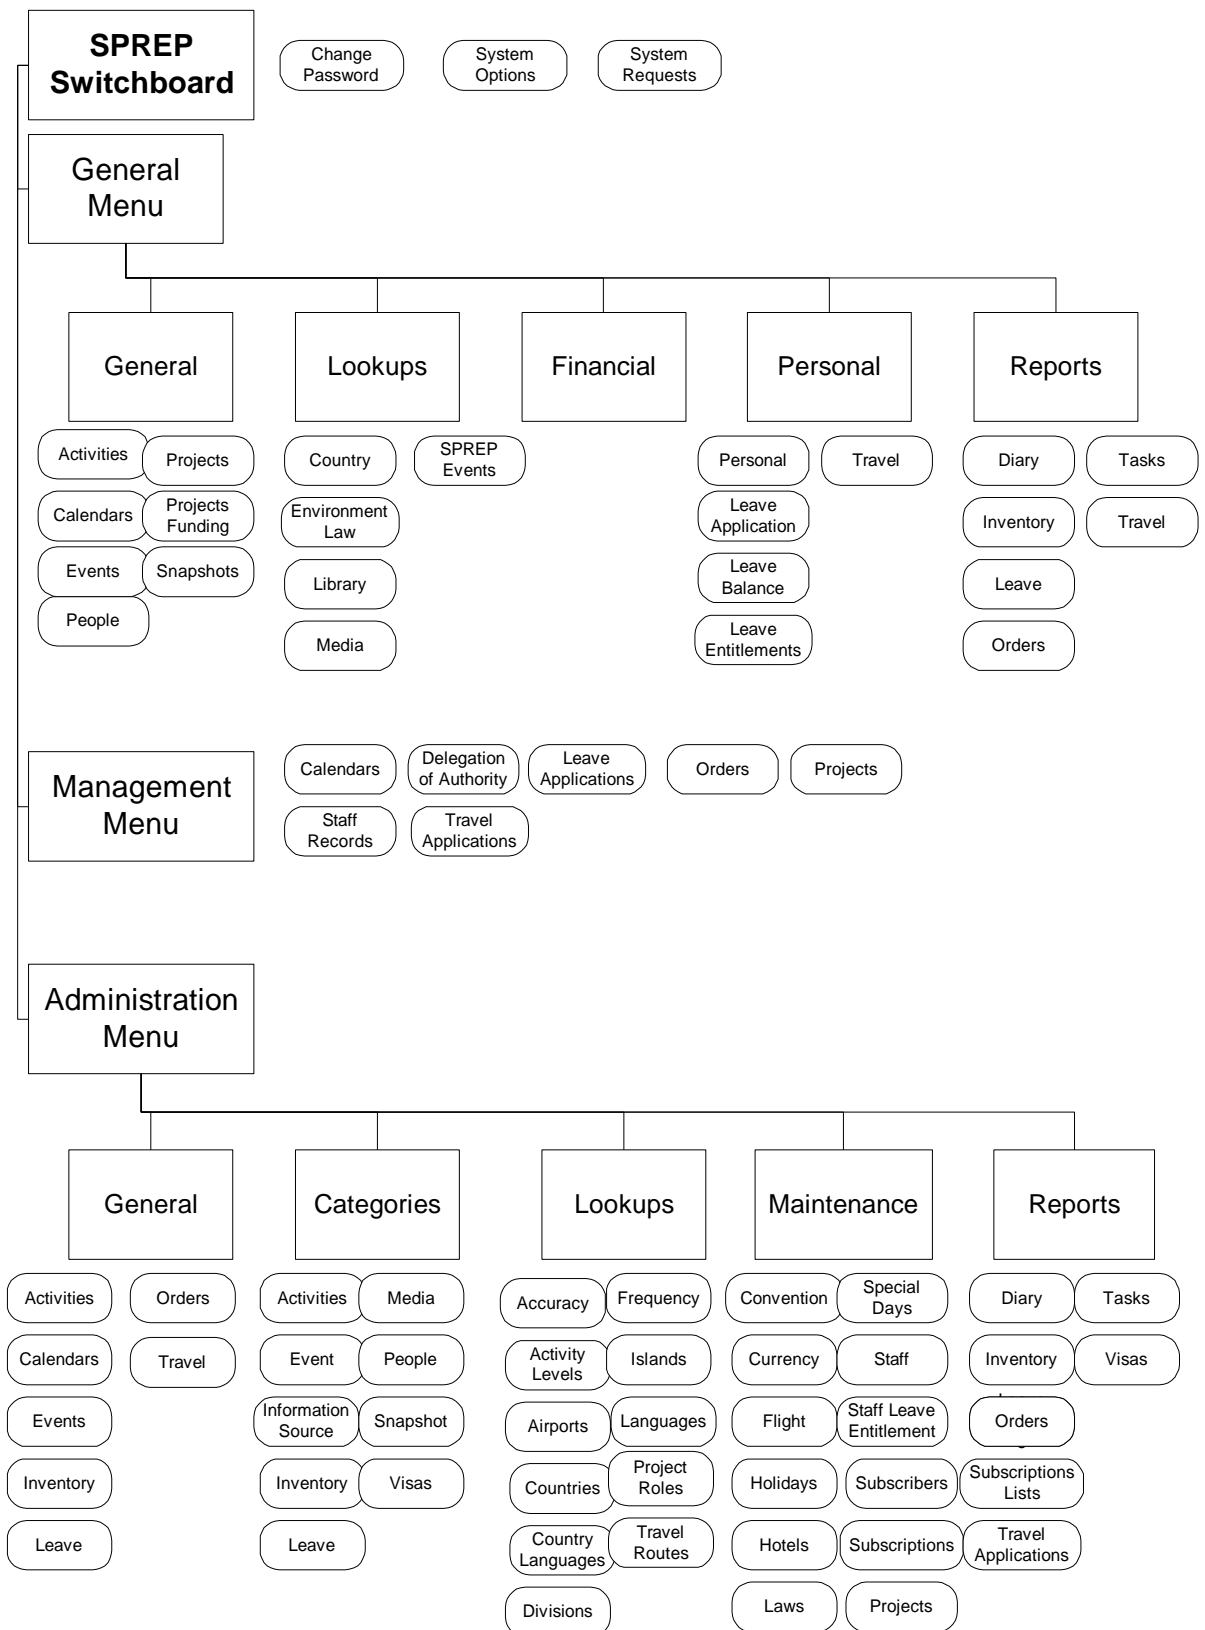 SPREP
Switchboard
Change
Password
System
Options
System
Requests
General
Menu
General
Lookups
Financial
Personal
Reports
Activities
Projects
Calendars
Projects
Funding
Events
Snapshots
People
Country
SPREP
Events
Environment
Law
Library
Media
Personal
Travel
Leave
Application
Leave
Balance
Leave
Entitlements
Diary
Tasks
Inventory
Travel
Leave
Orders
Management
Menu
Calendars
Delegation
of Authority
Leave
Applications
Orders
Projects
Staff
Records
Travel
Applications
Administration
Menu
General
Categories
Lookups
Maintenance
Reports
Activities
Orders
Calendars
Travel
Events
Inventory
Leave
Activities
Media
Event
People
Information
Source
Snapshot
Inventory
Visas
Leave
Accuracy
Frequency
Activity
Levels
Islands
Airports
Languages
Countries
Project
Roles
Country
Languages
Travel
Routes
Divisions
Convention
Special
Days
Currency
Staff
Flight
Staff Leave
Entitlement
Holidays
Subscribers
Hotels
Subscriptions
Laws
Projects
Diary
Tasks
Inventory
Visas
Orders
Subscriptions
Lists
Travel
Applications